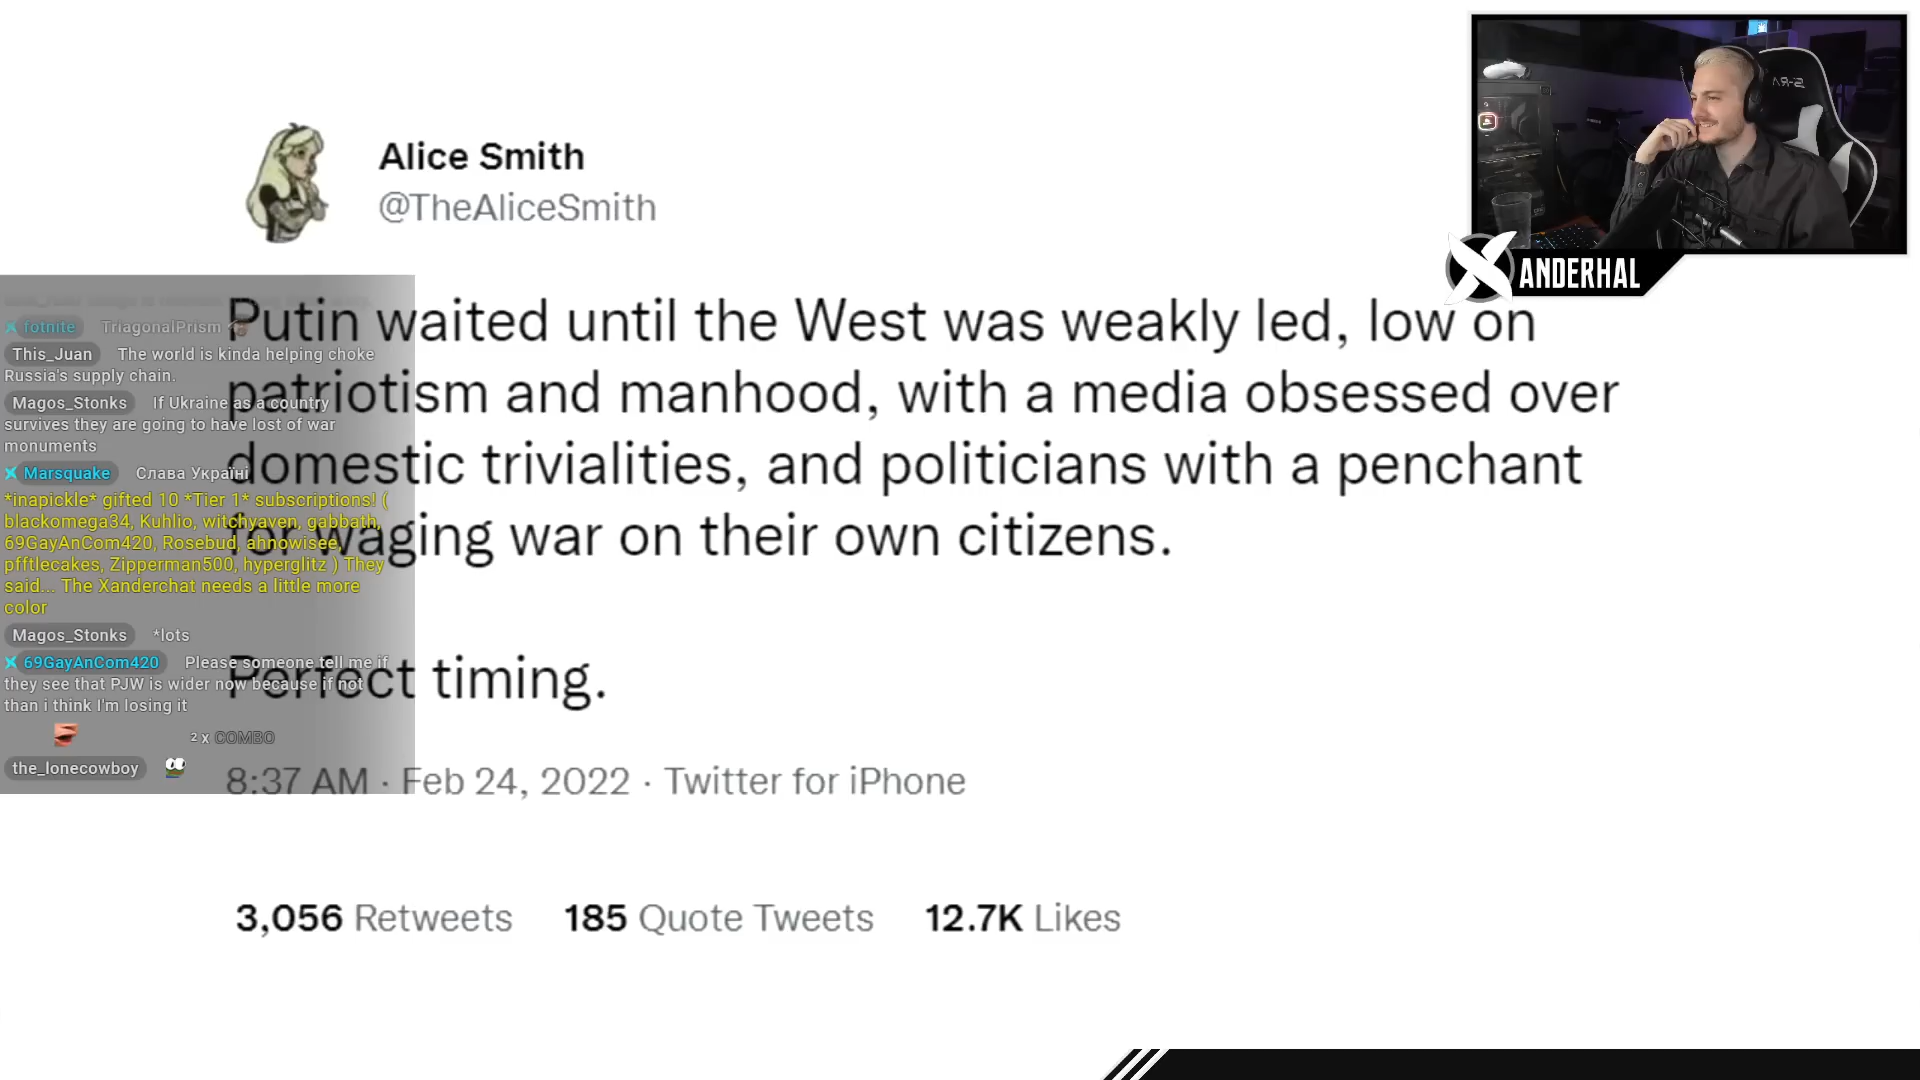 Alice Smith
@TheAliceSmith
Putin waited until the West was weakly led, low on
patriotism and manhood, with a media obsessed over
domestic trivialities, and politicians with a penchant
for waging war on their own citizens.
Perfect timing.
8:37 AM · Feb 24, 2022 · Twitter for iPhone
3,056 Retweets 185 Quote Tweets 12.7K Likes
fotnite TriagonalPrism
This_Juan The world is kinda helping choke
Russia's supply chain.
Magos_Stonks If Ukraine as a country
survives they are going to have lost of war
monuments
Marsquake Слава Україні
*inapickle* gifted 10 *Tier 1* subscriptions! (
blackomega34, Kuhlio, witchyaven, gabbath,
69GayAnCom420, Rosebud, ahnowisee,
pfftlecakes, Zipperman500, hyperglitz ) They
said... The Xanderchat needs a little more
color
Magos_Stonks *lots
69GayAnCom420 Please someone tell me if
they see that PJW is wider now because if not
than i think I'm losing it
2 x COMBO
the_lonecowboy
XANDERHAL